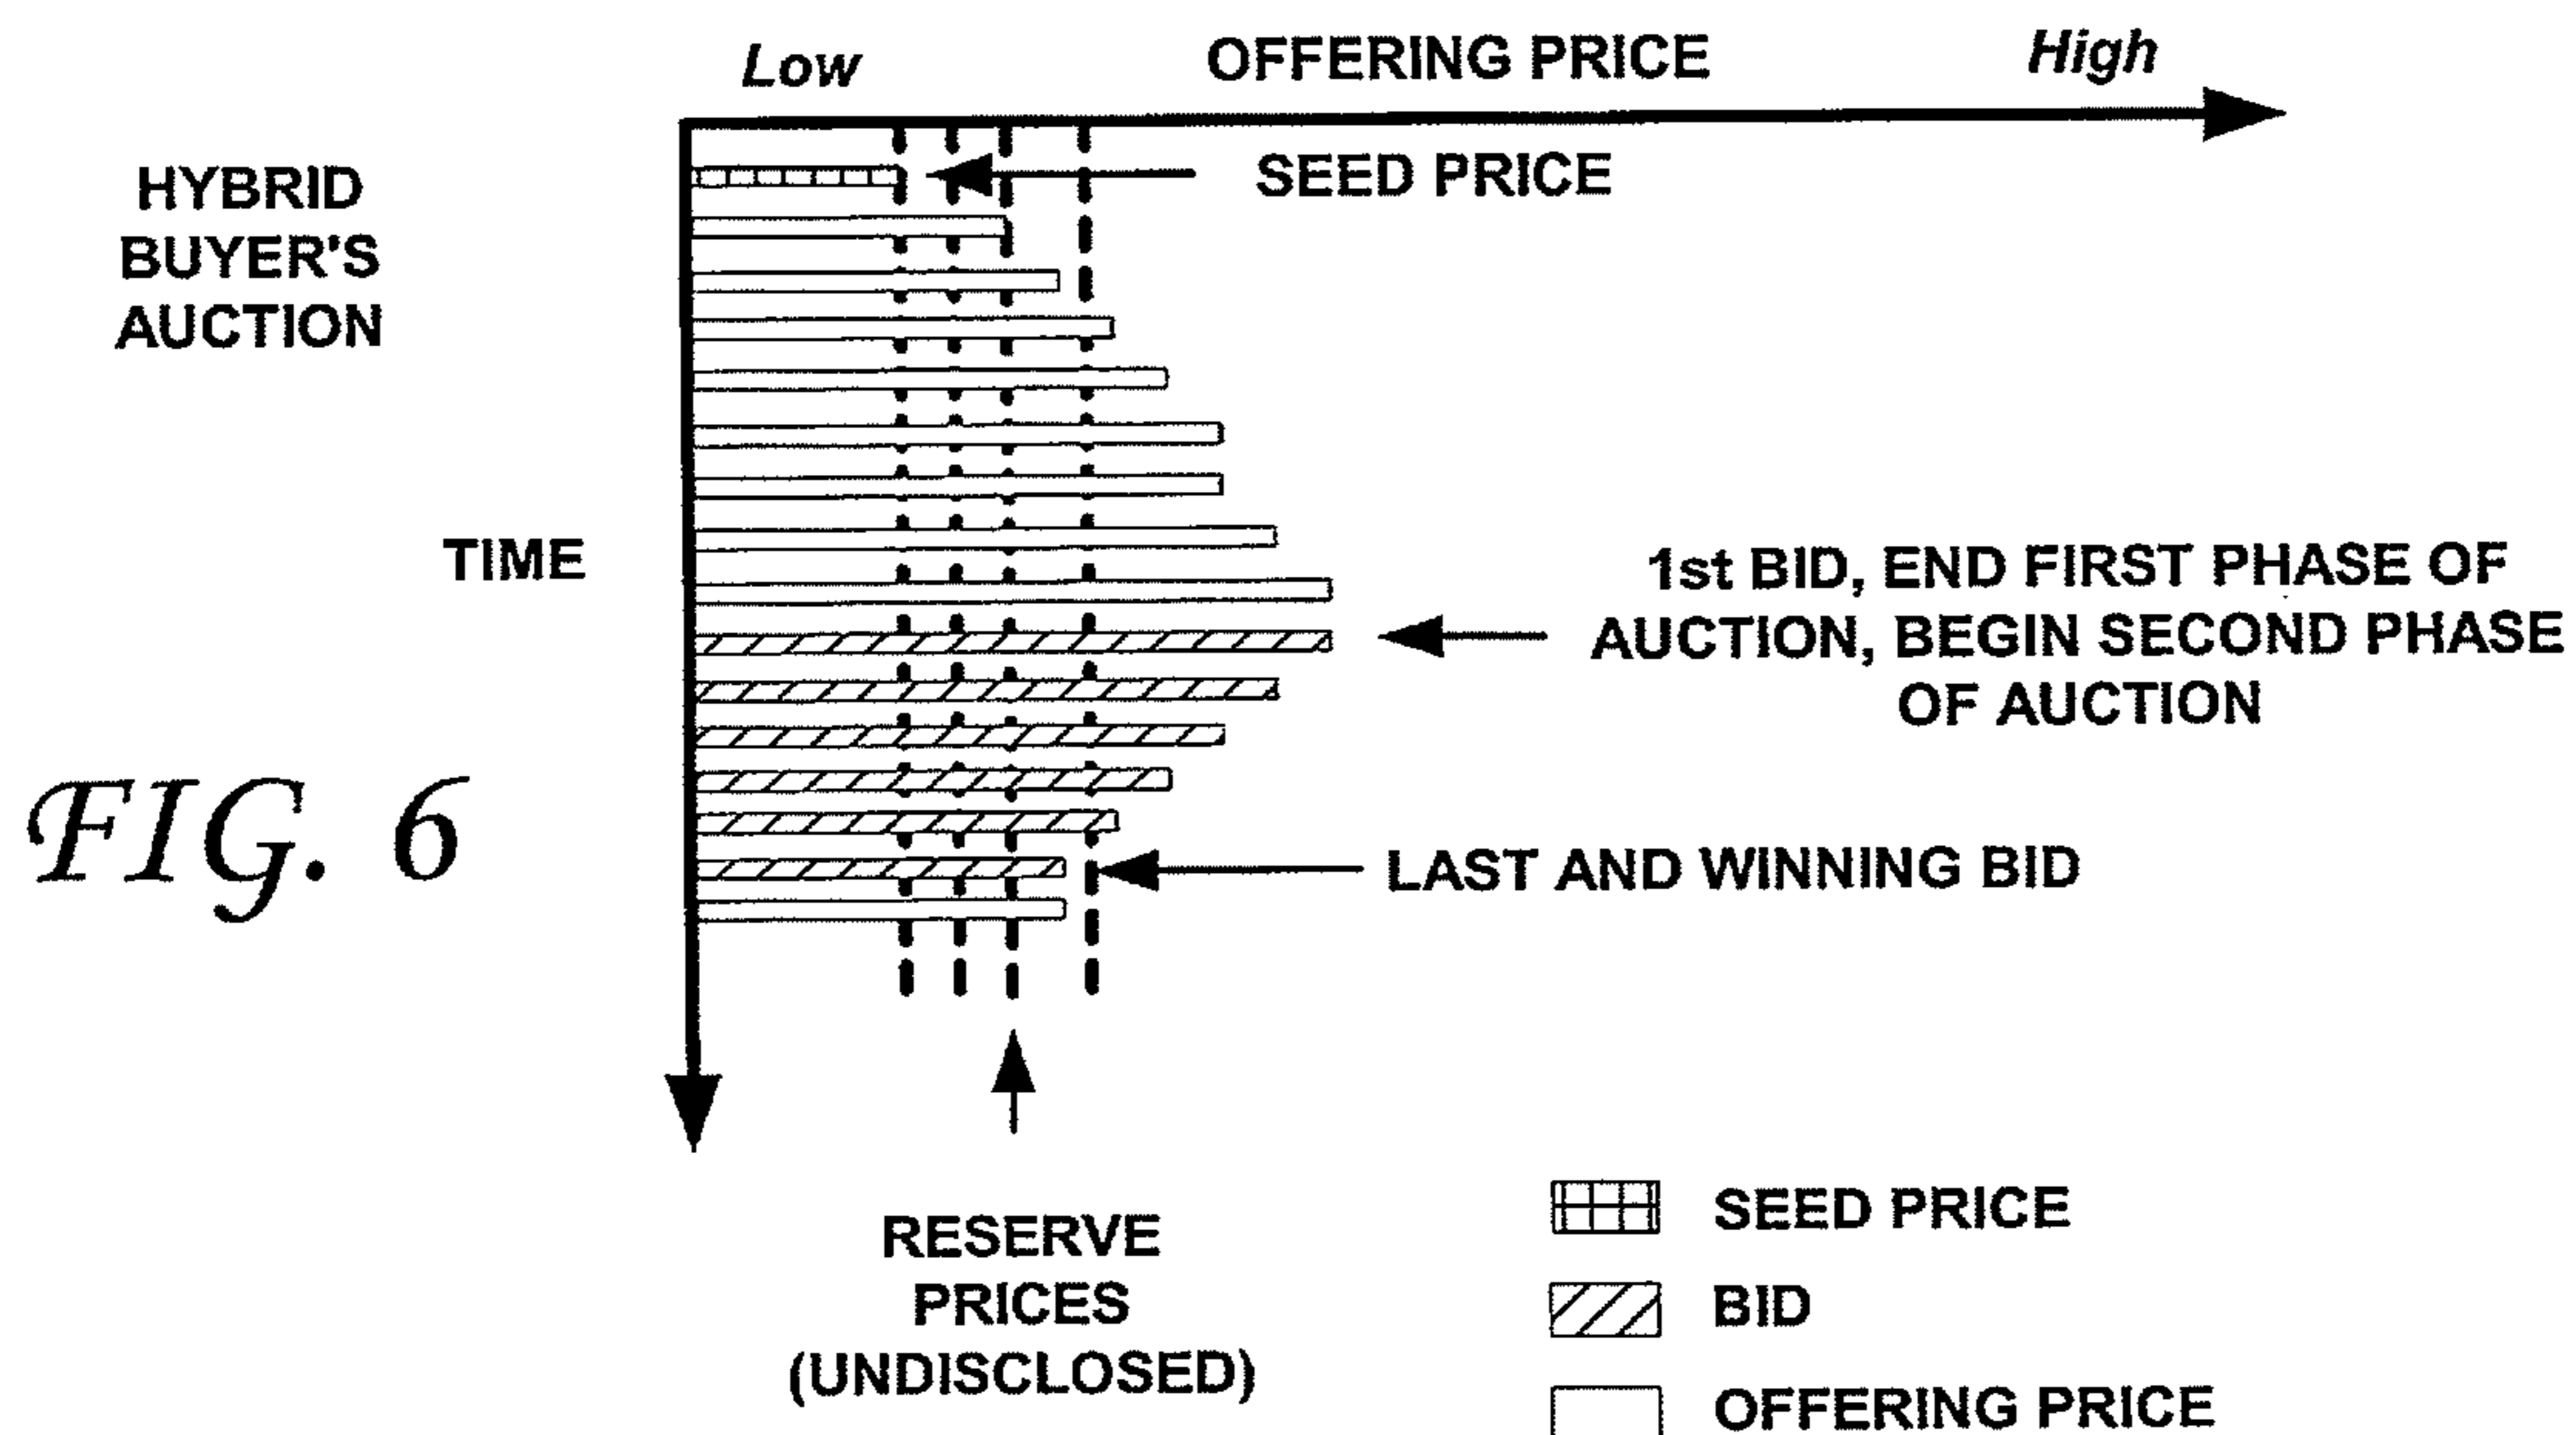 Low
OFFERING PRICE
High
HYBRID
BUYER'S
AUCTION
SEED PRICE
TIME
1st BID, END FIRST PHASE OF
AUCTION, BEGIN SECOND PHASE
OF AUCTION
FIG. 6
LAST AND WINNING BID
RESERVE
PRICES
(UNDISCLOSED)
SEED PRICE
BID
OFFERING PRICE